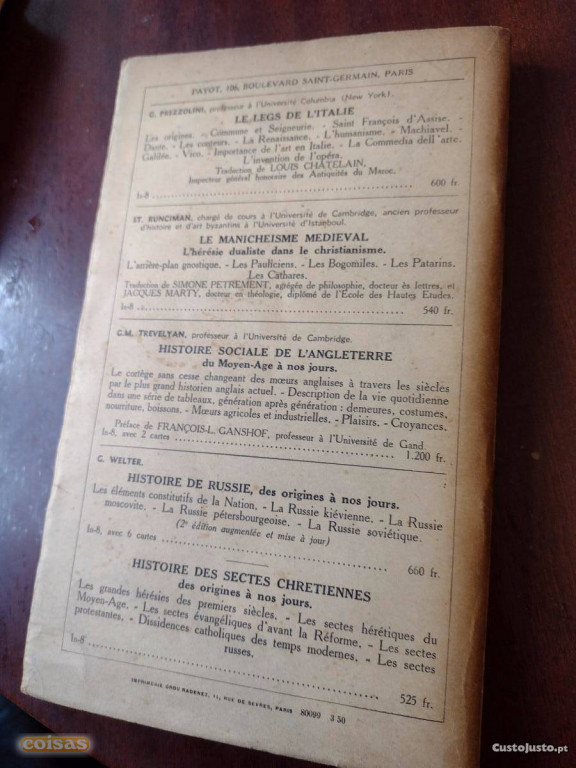 PAYOT, 106, BOULEVARD SAINT-GERMAIN, PARIS
G. PREZZOLINI, professeur à l'Université Columbia (New York).
LE LEGS DE L'ITALIE
Les origines. - Commune et Seigneurie. - Saint François d'Assise. -
Dante. - Les conteurs. - La Renaissance. - L'humanisme. - Machiavel. -
Galilée. - Vico. - Importance de l'art en Italie. - La Commedia dell'arte.
L'invention de l'opéra.
Traduction de LOUIS CHÂTELAIN,
Inspecteur général honoraire des Antiquités du Maroc.
In-8 ........ 600 fr.
ST. RUNCIMAN, chargé de cours à l'Université de Cambridge, ancien professeur
d'histoire et d'art byzantins à l'Université d'Istanboul.
LE MANICHEISME MEDIEVAL
L'hérésie dualiste dans le christianisme.
L'arrière-plan gnostique. - Les Pauliciens. - Les Bogomiles. - Les Patarins.
Les Cathares.
Traduction de SIMONE PETREMENT, agrégée de philosophie, docteur ès lettres, et
JACQUES MARTY, docteur en théologie, diplômé de l'École des Hautes Etudes.
In-8 ........ 540 fr.
G.M. TREVELYAN, professeur à l'Université de Cambridge.
HISTOIRE SOCIALE DE L'ANGLETERRE
du Moyen-Age à nos jours.
Le cortège sans cesse changeant des mœurs anglaises à travers les siècles
par le plus grand historien anglais actuel. - Description de la vie quotidienne
dans une série de tableaux, génération après génération : demeures, costumes,
nourriture, boissons. - Mœurs agricoles et industrielles. - Plaisirs. - Croyances.
Préface de FRANÇOIS-L. GANSHOF, professeur à l'Université de Gand.
In-8, avec 2 cartes ........ 1.200 fr.
G. WELTER,
HISTOIRE DE RUSSIE, des origines à nos jours.
Les éléments constitutifs de la Nation. - La Russie kiévienne. - La Russie
moscovite. - La Russie pétersbourgeoise. - La Russie soviétique.
(2e édition augmentée et mise à jour)
In-8, avec 6 cartes ........ 660 fr.
HISTOIRE DES SECTES CHRETIENNES
des origines à nos jours.
Les grandes hérésies des premiers siècles. - Les sectes hérétiques du
Moyen-Age. - Les sectes évangéliques d'avant la Réforme. - Les sectes
protestantes. - Dissidences catholiques des temps modernes. - Les sectes
russes.
In-8 ........ 525 fr.
IMPRIMERIE 11, RUE DE SEVRES, PARIS 80099 3 50
coisas
CustoJusto.pt